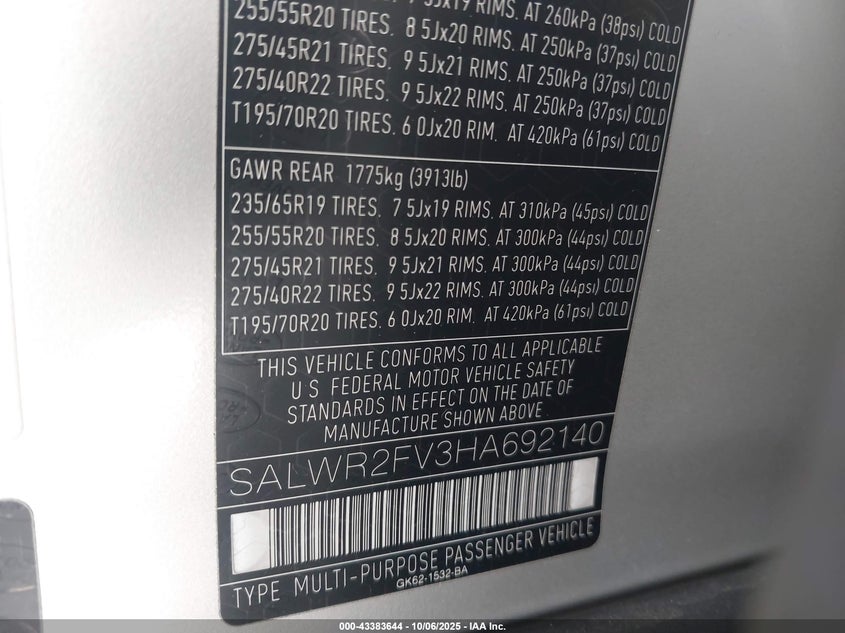 5Jx19 RIMS. AT 260kPa (38psi) COLD
255/55R20 TIRES. 8 5Jx20 RIMS. AT 250kPa (37psi) COLD
275/45R21 TIRES. 9 5Jx21 RIMS. AT 250kPa (37psi) COLD
275/40R22 TIRES. 9 5Jx22 RIMS. AT 250kPa (37psi) COLD
T195/70R20 TIRES. 6 0Jx20 RIM. AT 420kPa (61psi) COLD
GAWR REAR 1775kg (3913lb)
235/65R19 TIRES. 7 5Jx19 RIMS. AT 310kPa (45psi) COLD
255/55R20 TIRES. 8 5Jx20 RIMS. AT 300kPa (44psi) COLD
275/45R21 TIRES. 9 5Jx21 RIMS. AT 300kPa (44psi) COLD
275/40R22 TIRES. 9 5Jx22 RIMS. AT 300kPa (44psi) COLD
T195/70R20 TIRES. 6 0Jx20 RIM. AT 420kPa (61psi) COLD
THIS VEHICLE CONFORMS TO ALL APPLICABLE
U S FEDERAL MOTOR VEHICLE SAFETY
STANDARDS IN EFFECT ON THE DATE OF
MANUFACTURE SHOWN ABOVE
SALWR2FV3HA692140
TYPE MULTI-PURPOSE PASSENGER VEHICLE
GK62-1532-BA
000-43383644 - 10/06/2025 - IAA Inc.